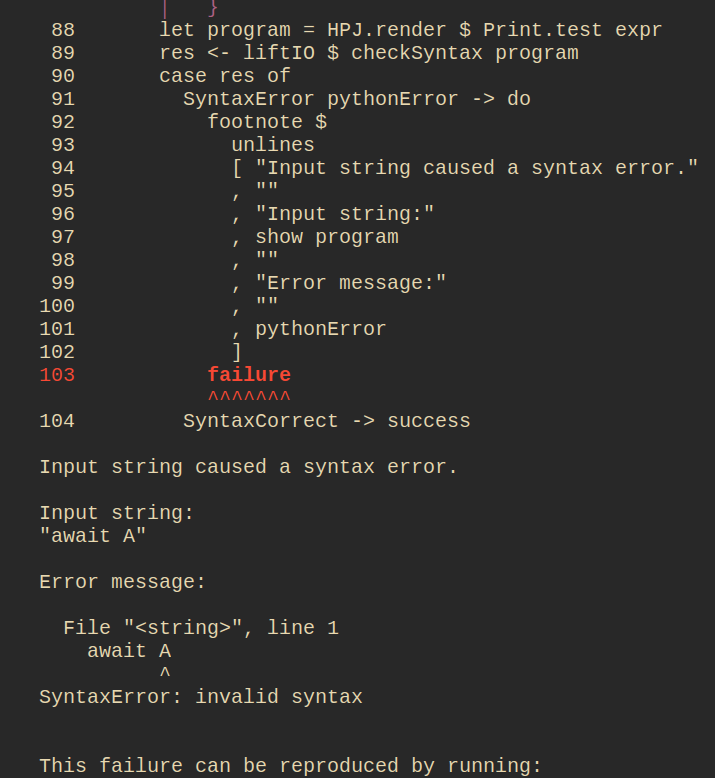 |   }
88       let program = HPJ.render $ Print.test expr
89       res <- liftIO $ checkSyntax program
90       case res of
91         SyntaxError pythonError -> do
92           footnote $
93             unlines
94             [ "Input string caused a syntax error."
95             , ""
96             , "Input string:"
97             , show program
98             , ""
99             , "Error message:"
100             , ""
101             , pythonError
102             ]
103           failure
^^^^^^^
104         SyntaxCorrect -> success
Input string caused a syntax error.
Input string:
"await A"
Error message:
File "<string>", line 1
await A
^
SyntaxError: invalid syntax
This failure can be reproduced by running: